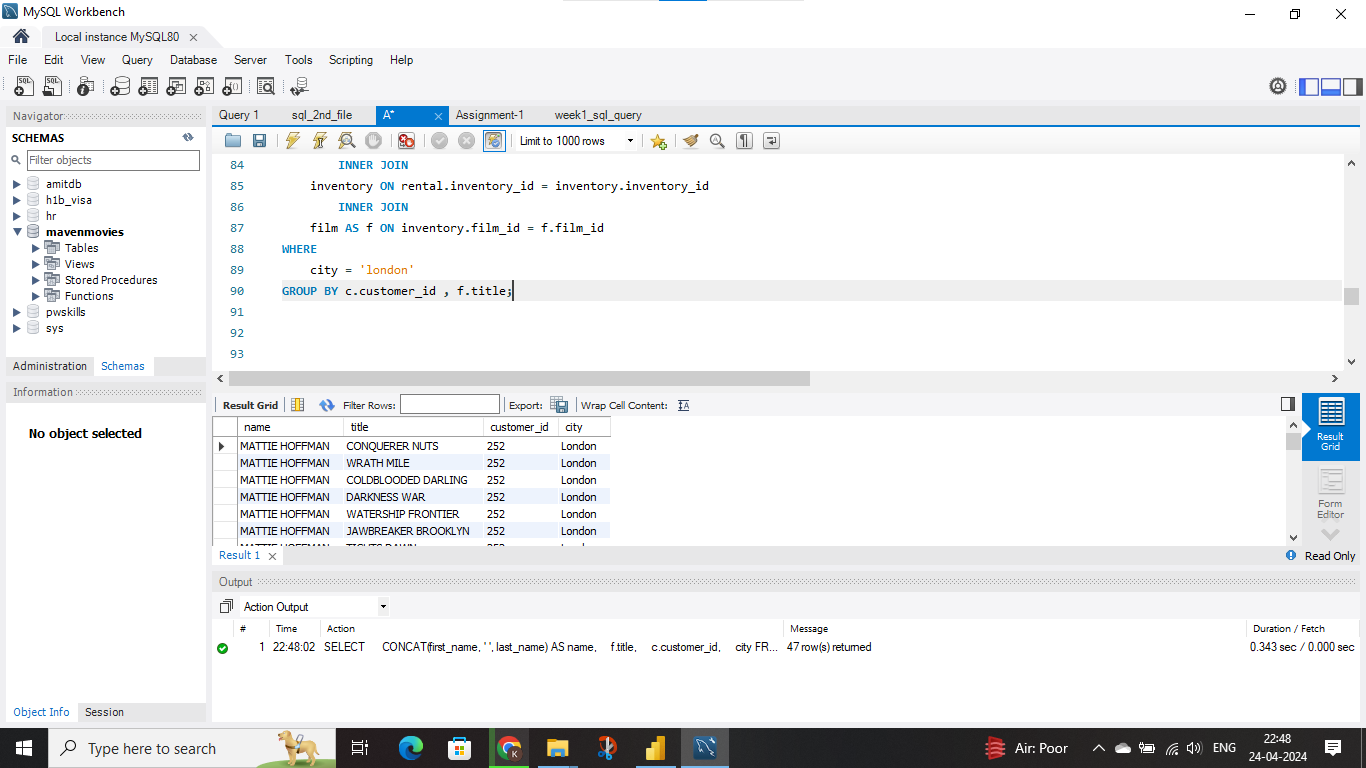 MySQL Workbench
Local instance MySQL80
File Edit View Query Database Server Tools Scripting Help
Navigator
SCHEMAS
Filter objects
amitdb
h1b_visa
hr
mavenmovies
Tables
Views
Stored Procedures
Functions
pwskills
sys
Administration Schemas
Information
No object selected
Object Info Session
Query 1 sql_2nd_file A* Assignment-1 week1_sql_query
Limit to 1000 rows
84 INNER JOIN
85 inventory ON rental.inventory_id = inventory.inventory_id
86 INNER JOIN
87 film AS f ON inventory.film_id = f.film_id
88 WHERE
89 city = 'london'
90 GROUP BY c.customer_id , f.title;
91
92
93
Result Grid Filter Rows: Export: Wrap Cell Content:
name title customer_id city
MATTIE HOFFMAN CONQUERER NUTS 252 London
MATTIE HOFFMAN WRATH MILE 252 London
MATTIE HOFFMAN COLDBLOODED DARLING 252 London
MATTIE HOFFMAN DARKNESS WAR 252 London
MATTIE HOFFMAN WATERSHIP FRONTIER 252 London
MATTIE HOFFMAN JAWBREAKER BROOKLYN 252 London
Result Grid
Form Editor
Result 1
Read Only
Output
Action Output
# Time Action Message Duration / Fetch
1 22:48:02 SELECT CONCAT(first_name, ' ', last_name) AS name, f.title, c.customer_id, city FR... 47 row(s) returned 0.343 sec / 0.000 sec
Type here to search
Air: Poor
ENG
22:48
24-04-2024